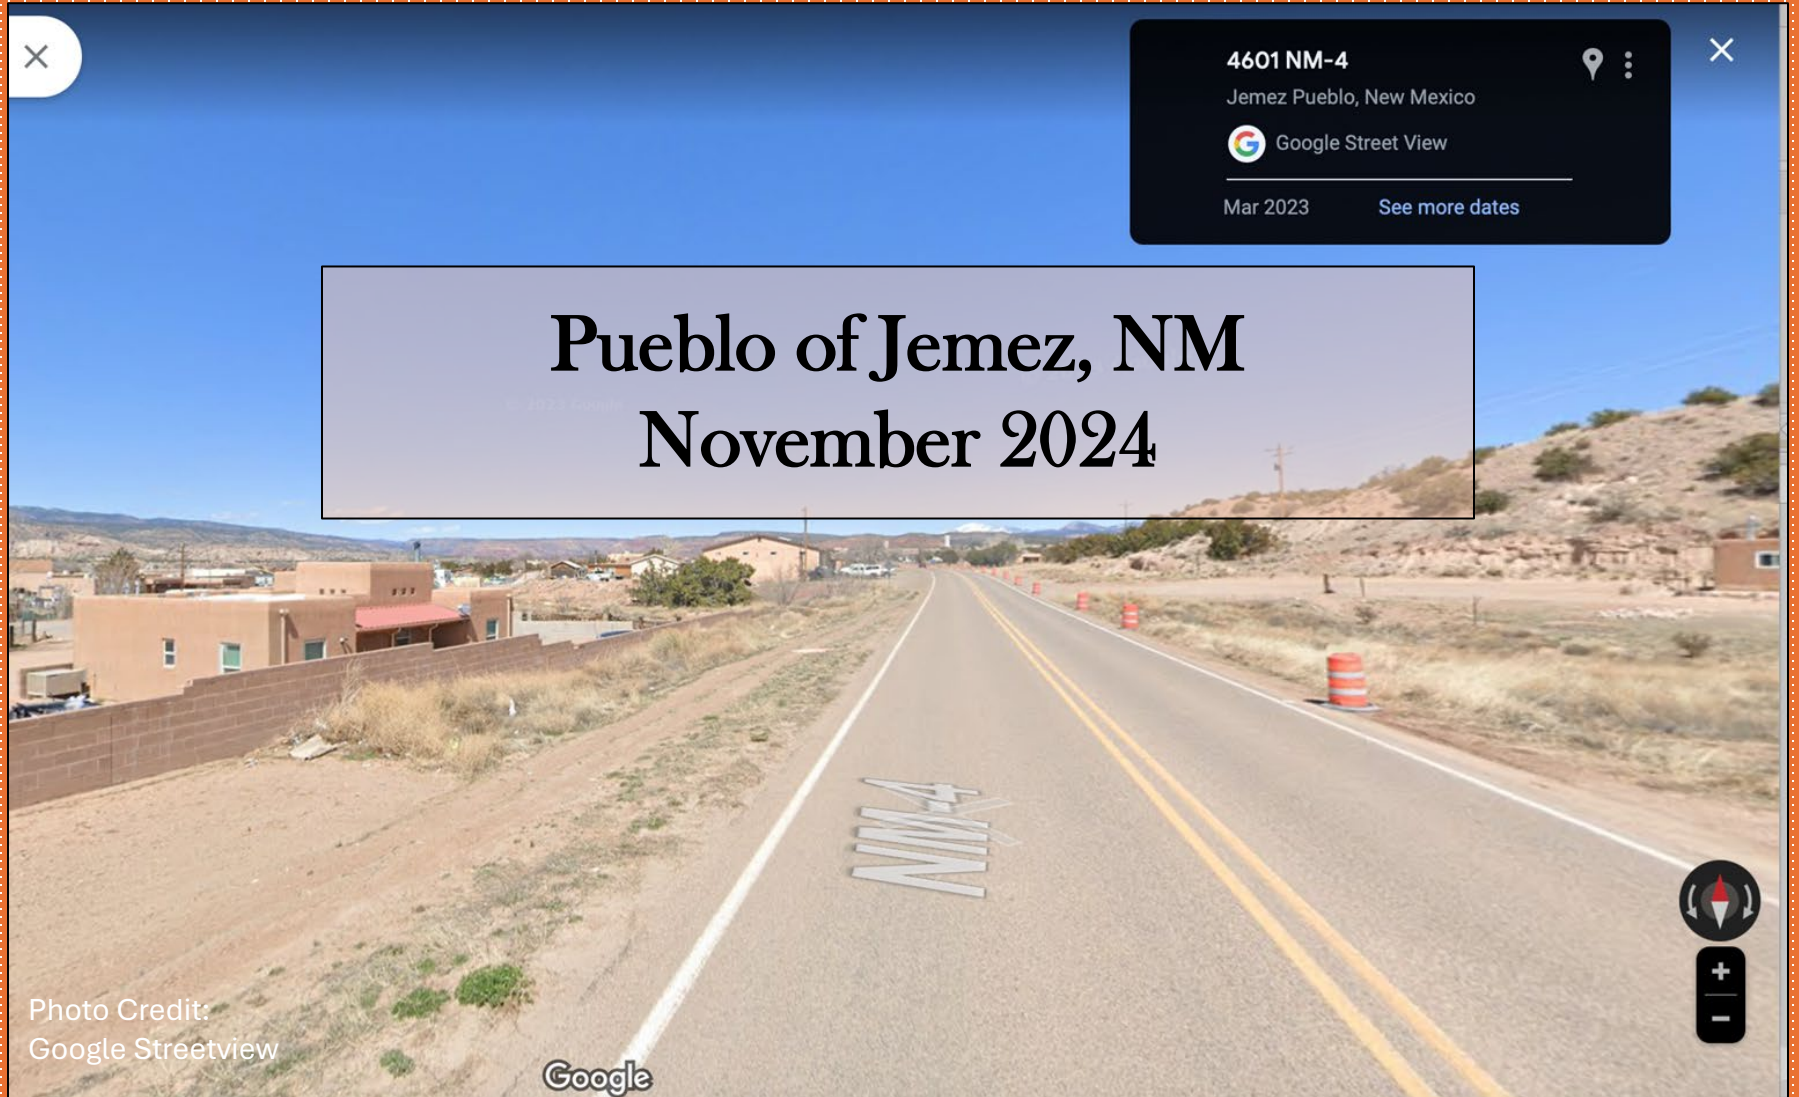 4601 NM-4
Jemez Pueblo, New Mexico
G Google Street View
Mar 2023 See more dates
Pueblo of Jemez, NM
November 2024
NM-4
Photo Credit:
Google Streetview
Google